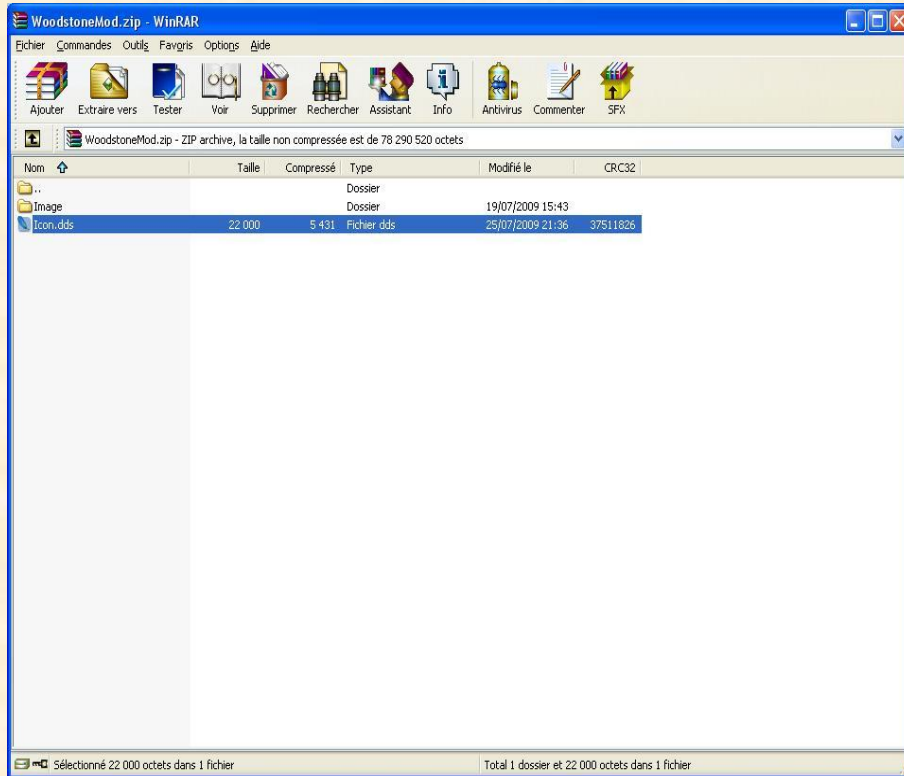 WoodstoneMod.zip - WinRAR
Fichier Commandes Outils Favoris Options Aide
Ajouter Extraire vers Tester Voir Supprimer Rechercher Assistant Info Antivirus Commenter SFX
WoodstoneMod.zip - ZIP archive, la taille non compressée est de 78 290 520 octets
Nom Taille Compressé Type Modifié le CRC32
.. Dossier
Image Dossier 19/07/2009 15:43
Icon.dds 22 000 5 431 Fichier dds 25/07/2009 21:36 37511826
Sélectionné 22 000 octets dans 1 fichier Total 1 dossier et 22 000 octets dans 1 fichier